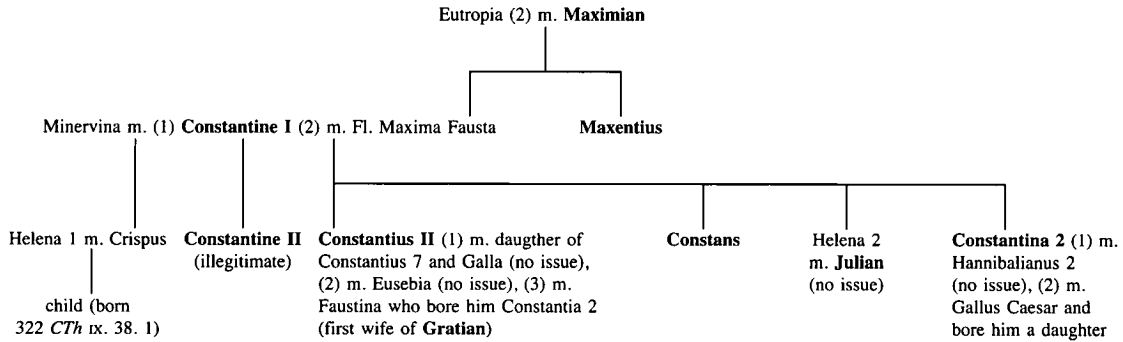 Eutropia (2) m. Maximian
Minervina m. (1) Constantine I (2) m. Fl. Maxima Fausta
Maxentius
Helena 1 m. Crispus
child (born
322 CTh IX. 38. 1)
Constantine II
(illegitimate)
Constantius II (1) m. daugther of
Constantius 7 and Galla (no issue),
(2) m. Eusebia (no issue), (3) m.
Faustina who bore him Constantia 2
(first wife of Gratian)
Constans
Helena 2
m. Julian
(no issue)
Constantina 2 (1) m.
Hannibalianus 2
(no issue), (2) m.
Gallus Caesar and
bore him a daughter